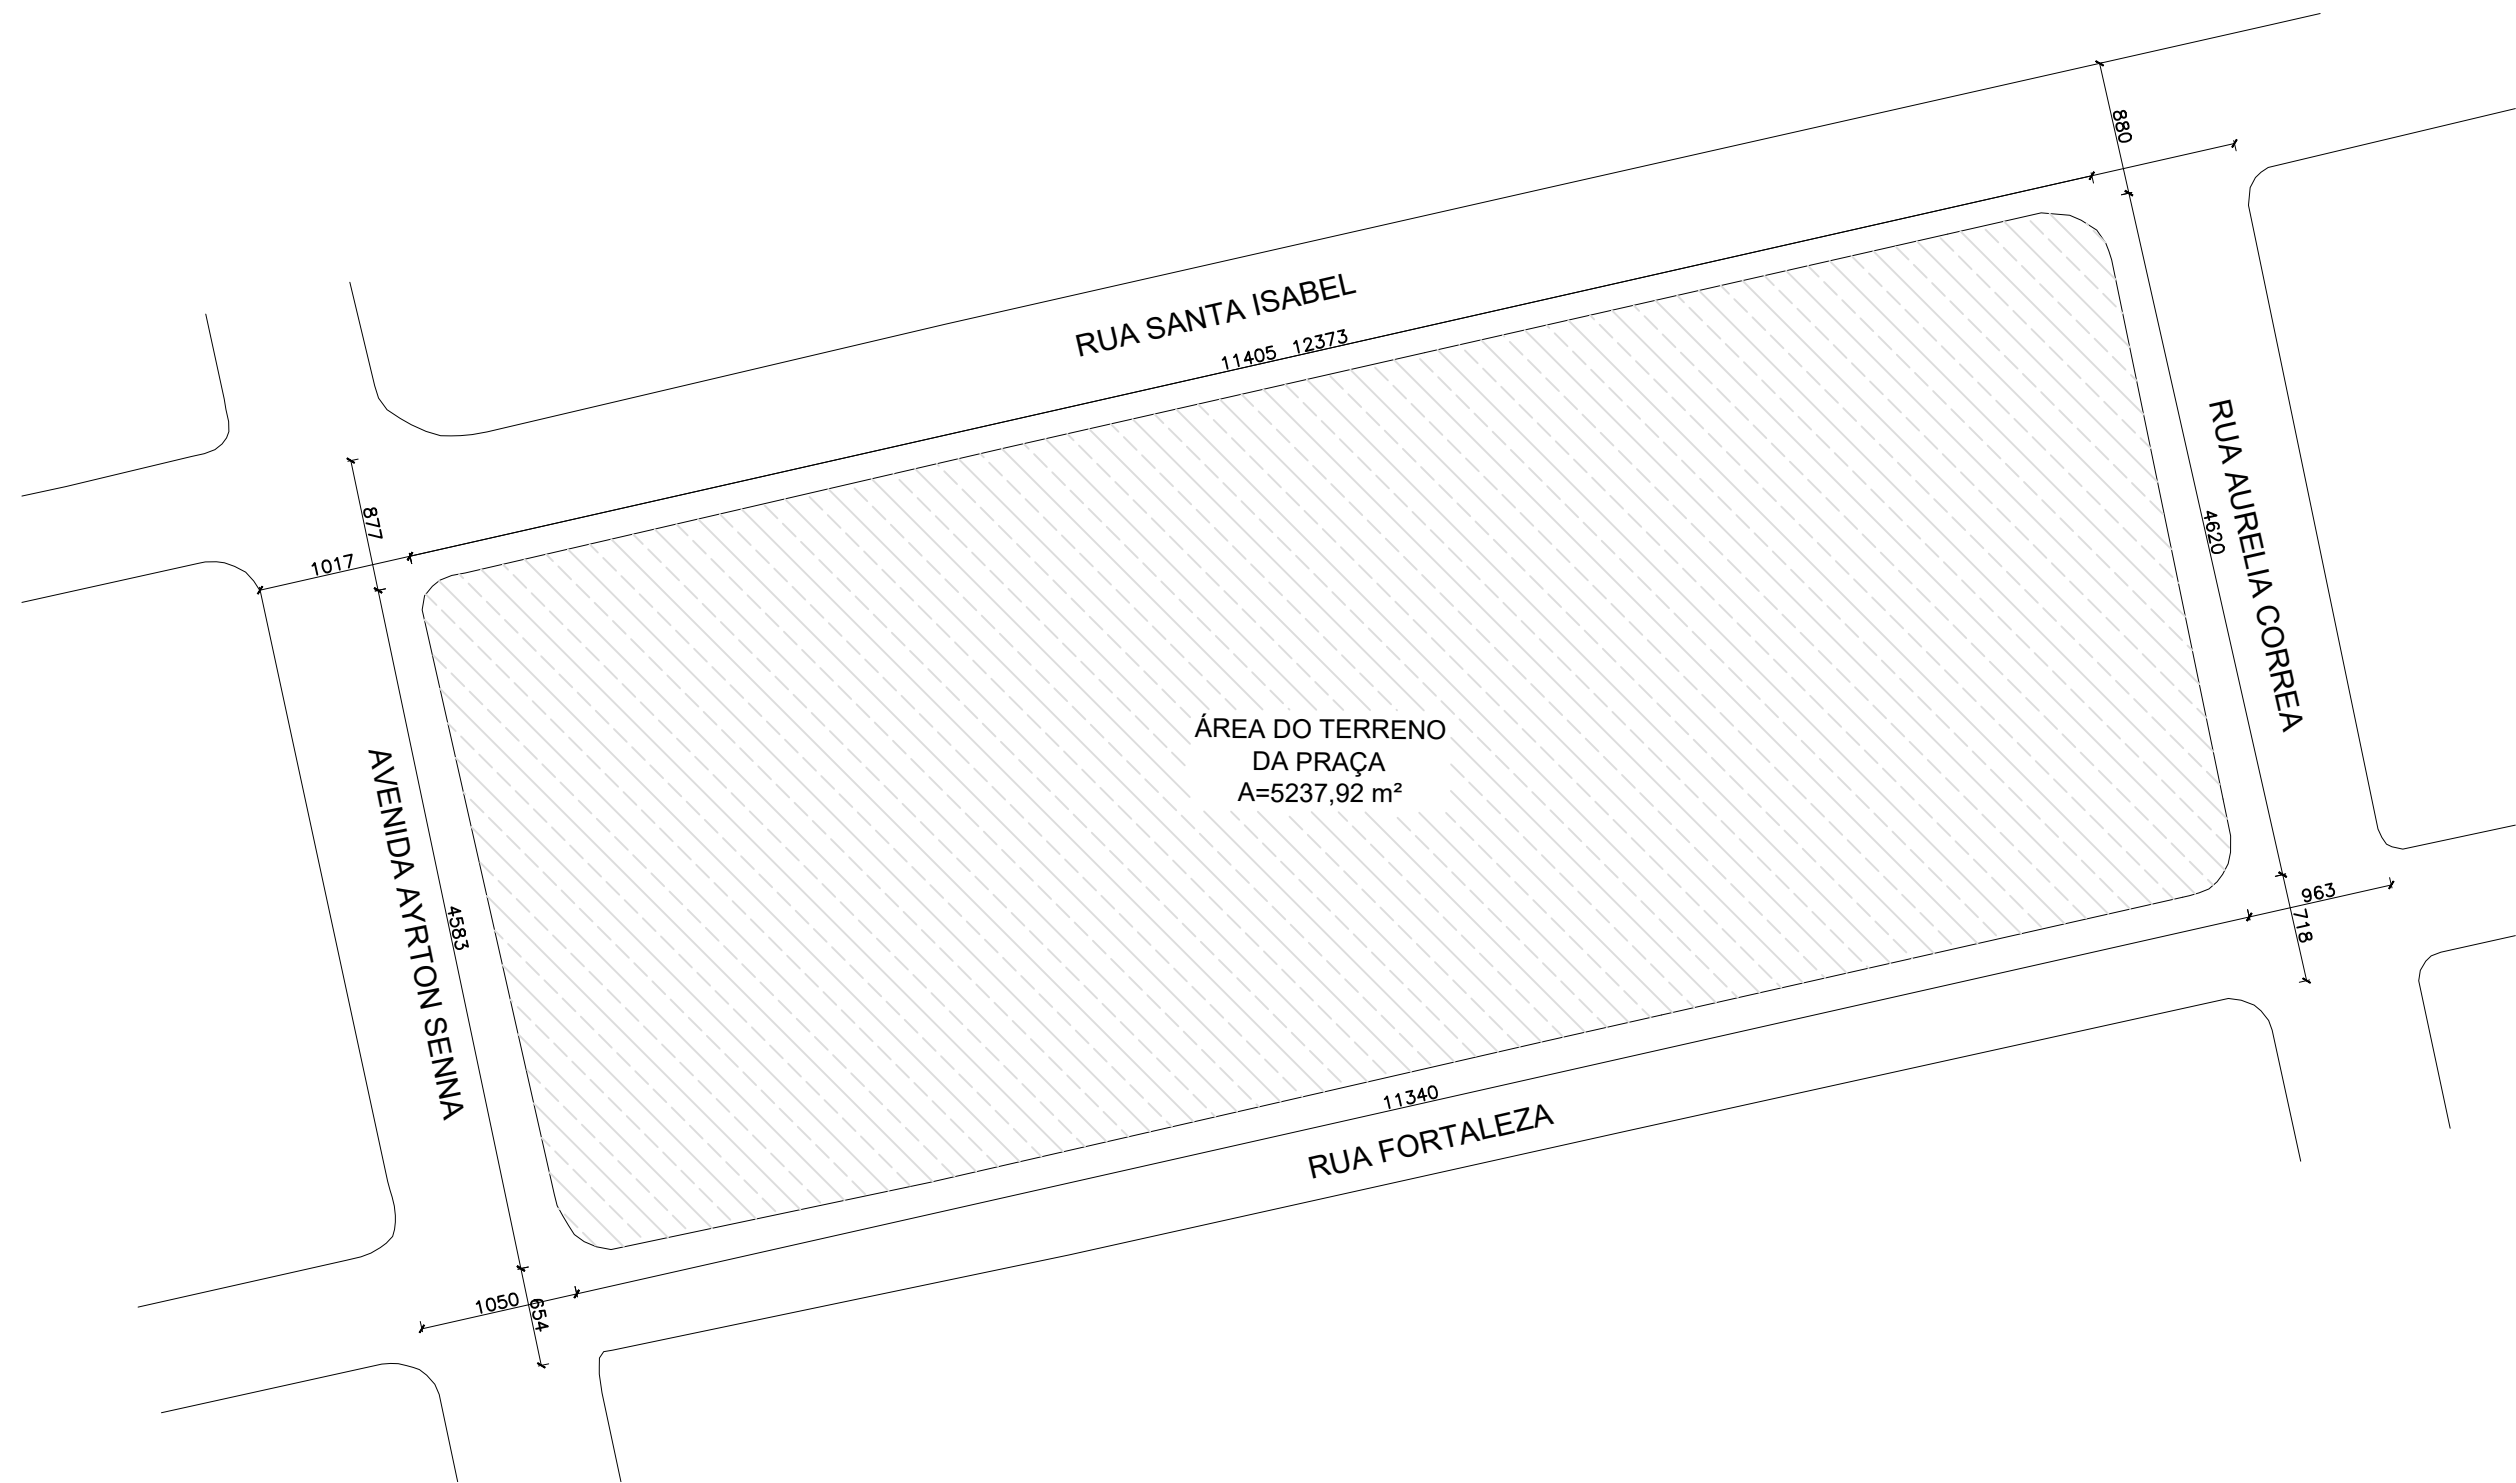 880
RUA SANTA ISABEL
11405
12373
877
1017
RUA AURELIA CORREA
4620
ÁREA DO TERRENO
DA PRAÇA
A=5237,92 m²
AVENIDA AYRTON SENNA
4583
963
718
11340
RUA FORTALEZA
1050
654